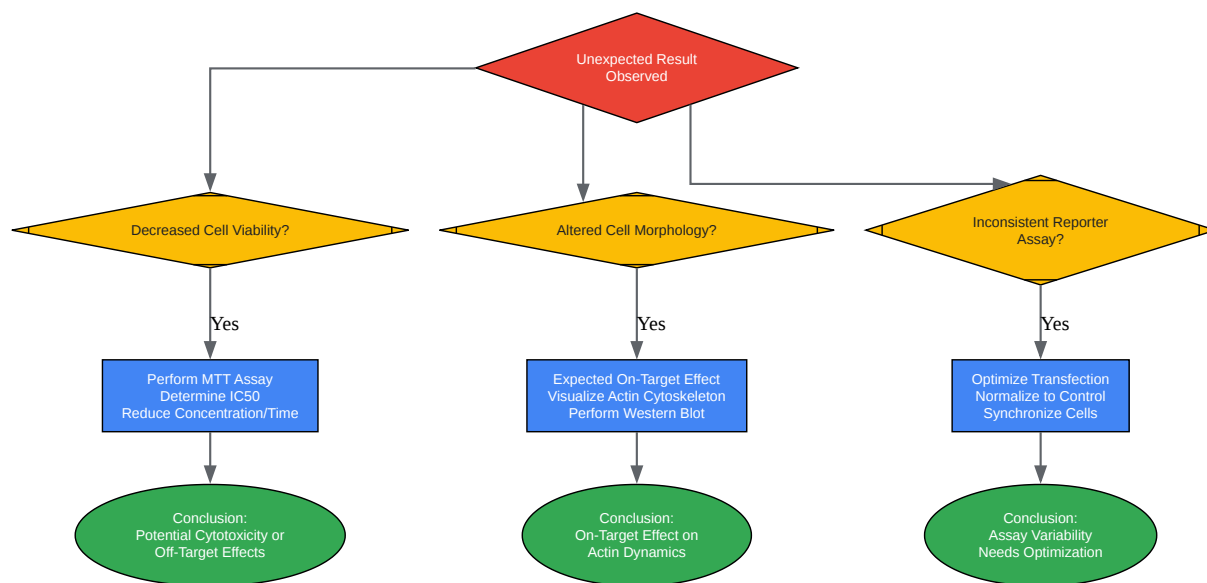 Unexpected Result
Observed
Decreased Cell Viability?
Altered Cell Morphology?
Inconsistent Reporter
Assay?
Yes
Yes
Yes
Perform MTT Assay
Determine IC50
Reduce Concentration/Time
Expected On-Target Effect
Visualize Actin Cytoskeleton
Perform Western Blot
Optimize Transfection
Normalize to Control
Synchronize Cells
Conclusion:
Potential Cytotoxicity or
Off-Target Effects
Conclusion:
On-Target Effect on
Actin Dynamics
Conclusion:
Assay Variability
Needs Optimization